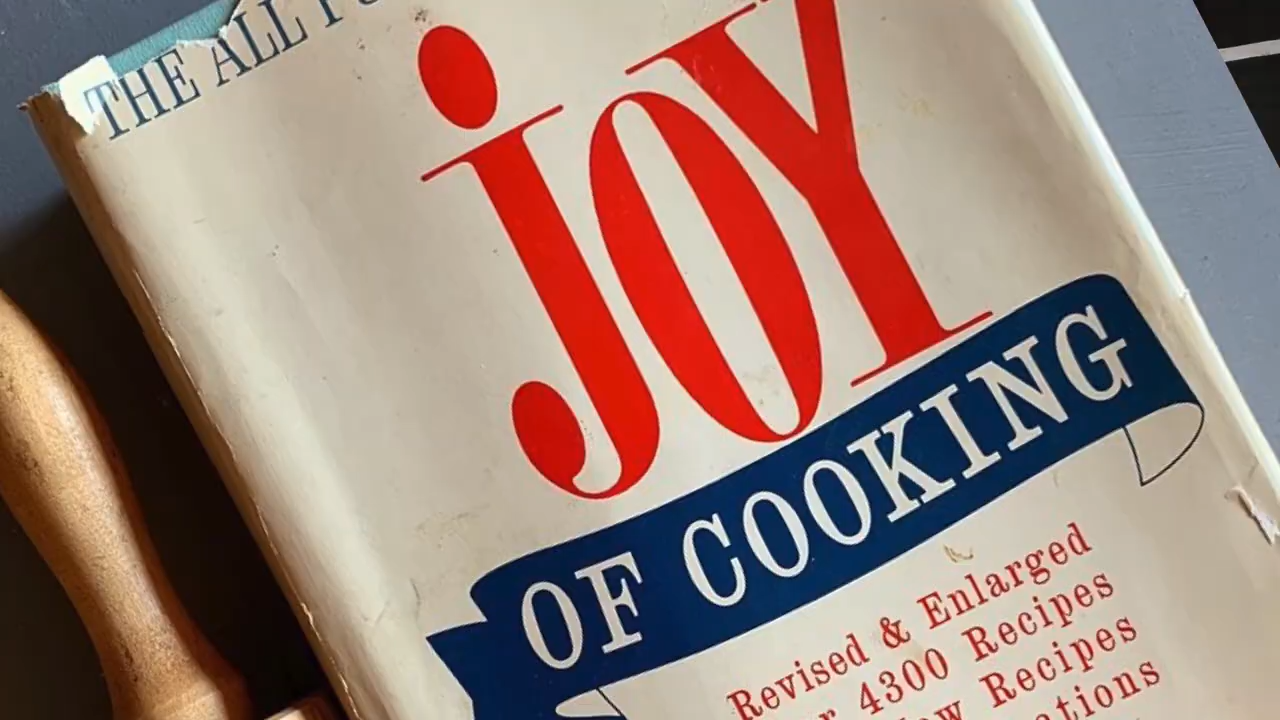 THE ALL
JOY
OF COOKING
Revised & Enlarged
4300 Recipes
Recipes